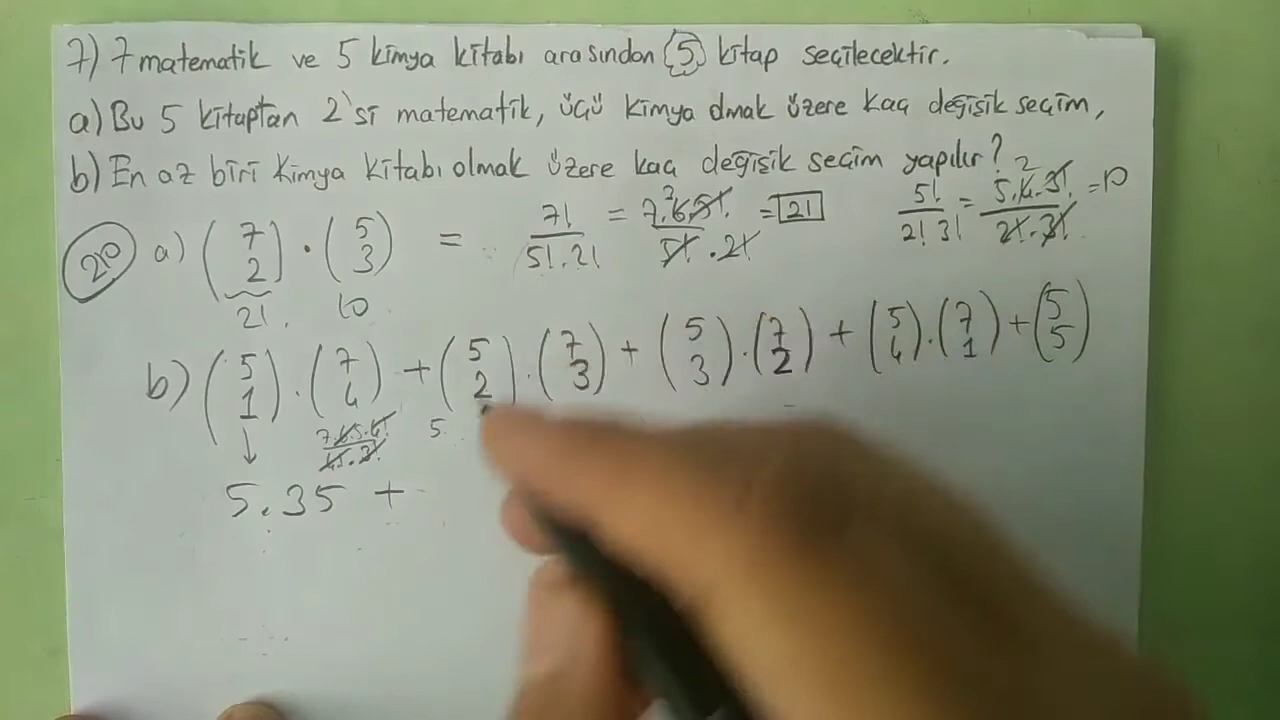 7) 7 matematik ve 5 kimya kitabı arasından 5 kitap seçilecektir.
a) Bu 5 kitaptan 2'si matematik, üçü kimya olmak üzere kaç değişik seçim,
b) En az biri kimya kitabı olmak üzere kaç değişik seçim yapılır?
210 a) (7 2) . (5 3) = 7! / 5! . 2! = 7.6.5! / 5! . 2! = 21 5! / 2! 3! = 5.4.3! / 2! . 3! = 10
21 . 10
b) (5 1) . (7 4) + (5 2) . (7 3) + (5 3) . (7 2) + (5 4) . (7 1) + (5 5)
↓ 5.
5.35 +